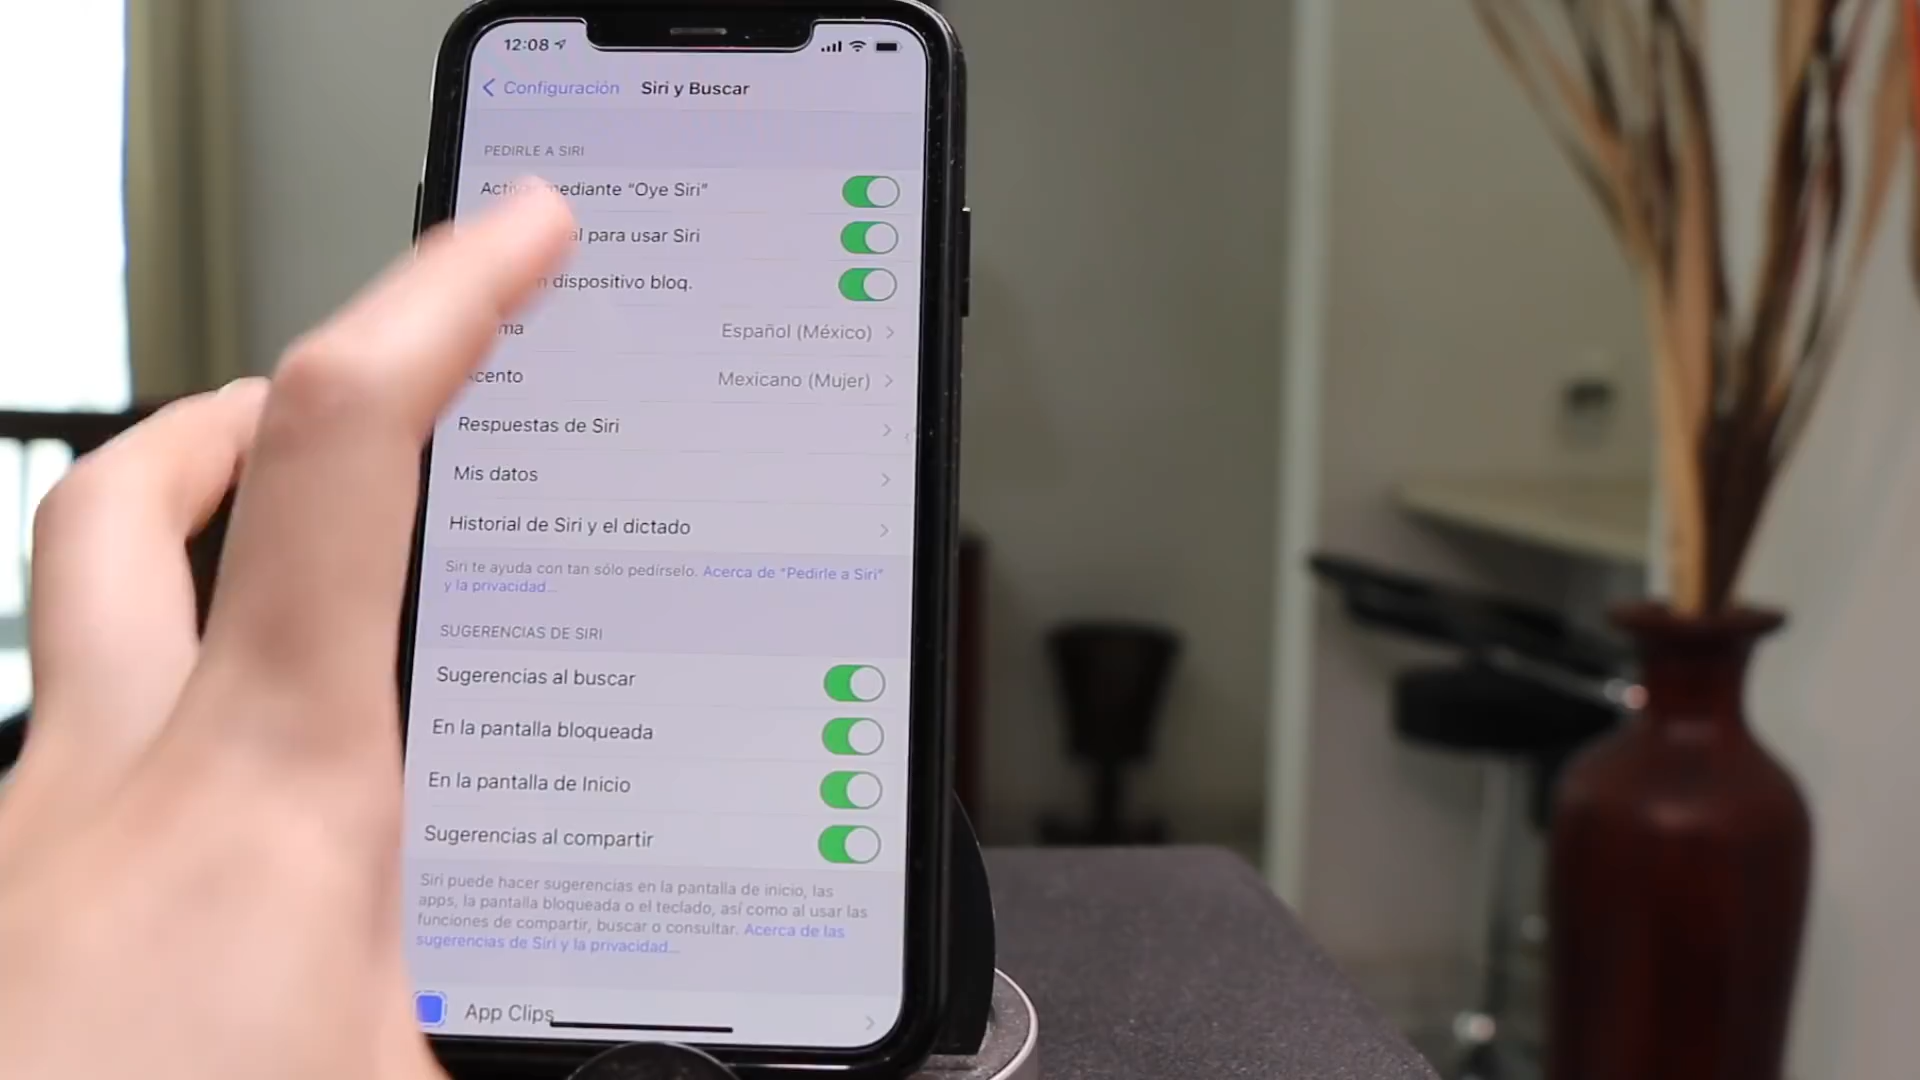 12:08
Configuración
Siri y Buscar
PEDIRLE A SIRI
mediante "Oye Siri"
para usar Siri
dispositivo bloq.
Español (México)
Mexicano (Mujer)
Respuestas de Siri
Mis datos
Historial de Siri y el dictado
Siri te ayuda con tan sólo pedírselo. Acerca de "Pedirle a Siri"
y la privacidad...
SUGERENCIAS DE SIRI
Sugerencias al buscar
En la pantalla bloqueada
En la pantalla de Inicio
Sugerencias al compartir
Siri puede hacer sugerencias en la pantalla de inicio, las
apps, la pantalla bloqueada o el teclado, así como al usar las
funciones de compartir, buscar o consultar. Acerca de las
sugerencias de Siri y la privacidad...
App Clips